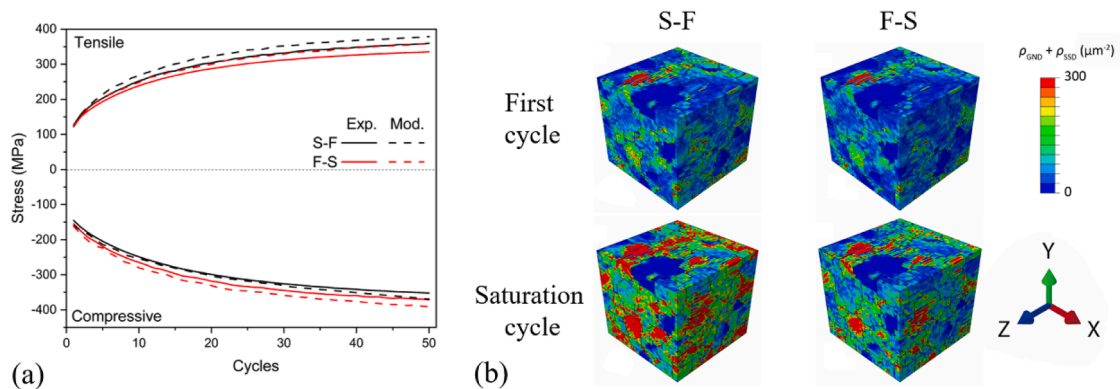 (a)
Stress (MPa)
400
300
200
100
0
-100
-200
-300
-400
Tensile
Exp. Mod.
S-F
F-S
Compressive
0 10 20 30 40 50
Cycles
(b)
S-F F-S
First
cycle
Saturation
cycle
ρGND + ρSSD (μm⁻²)
300
0
Y
Z X